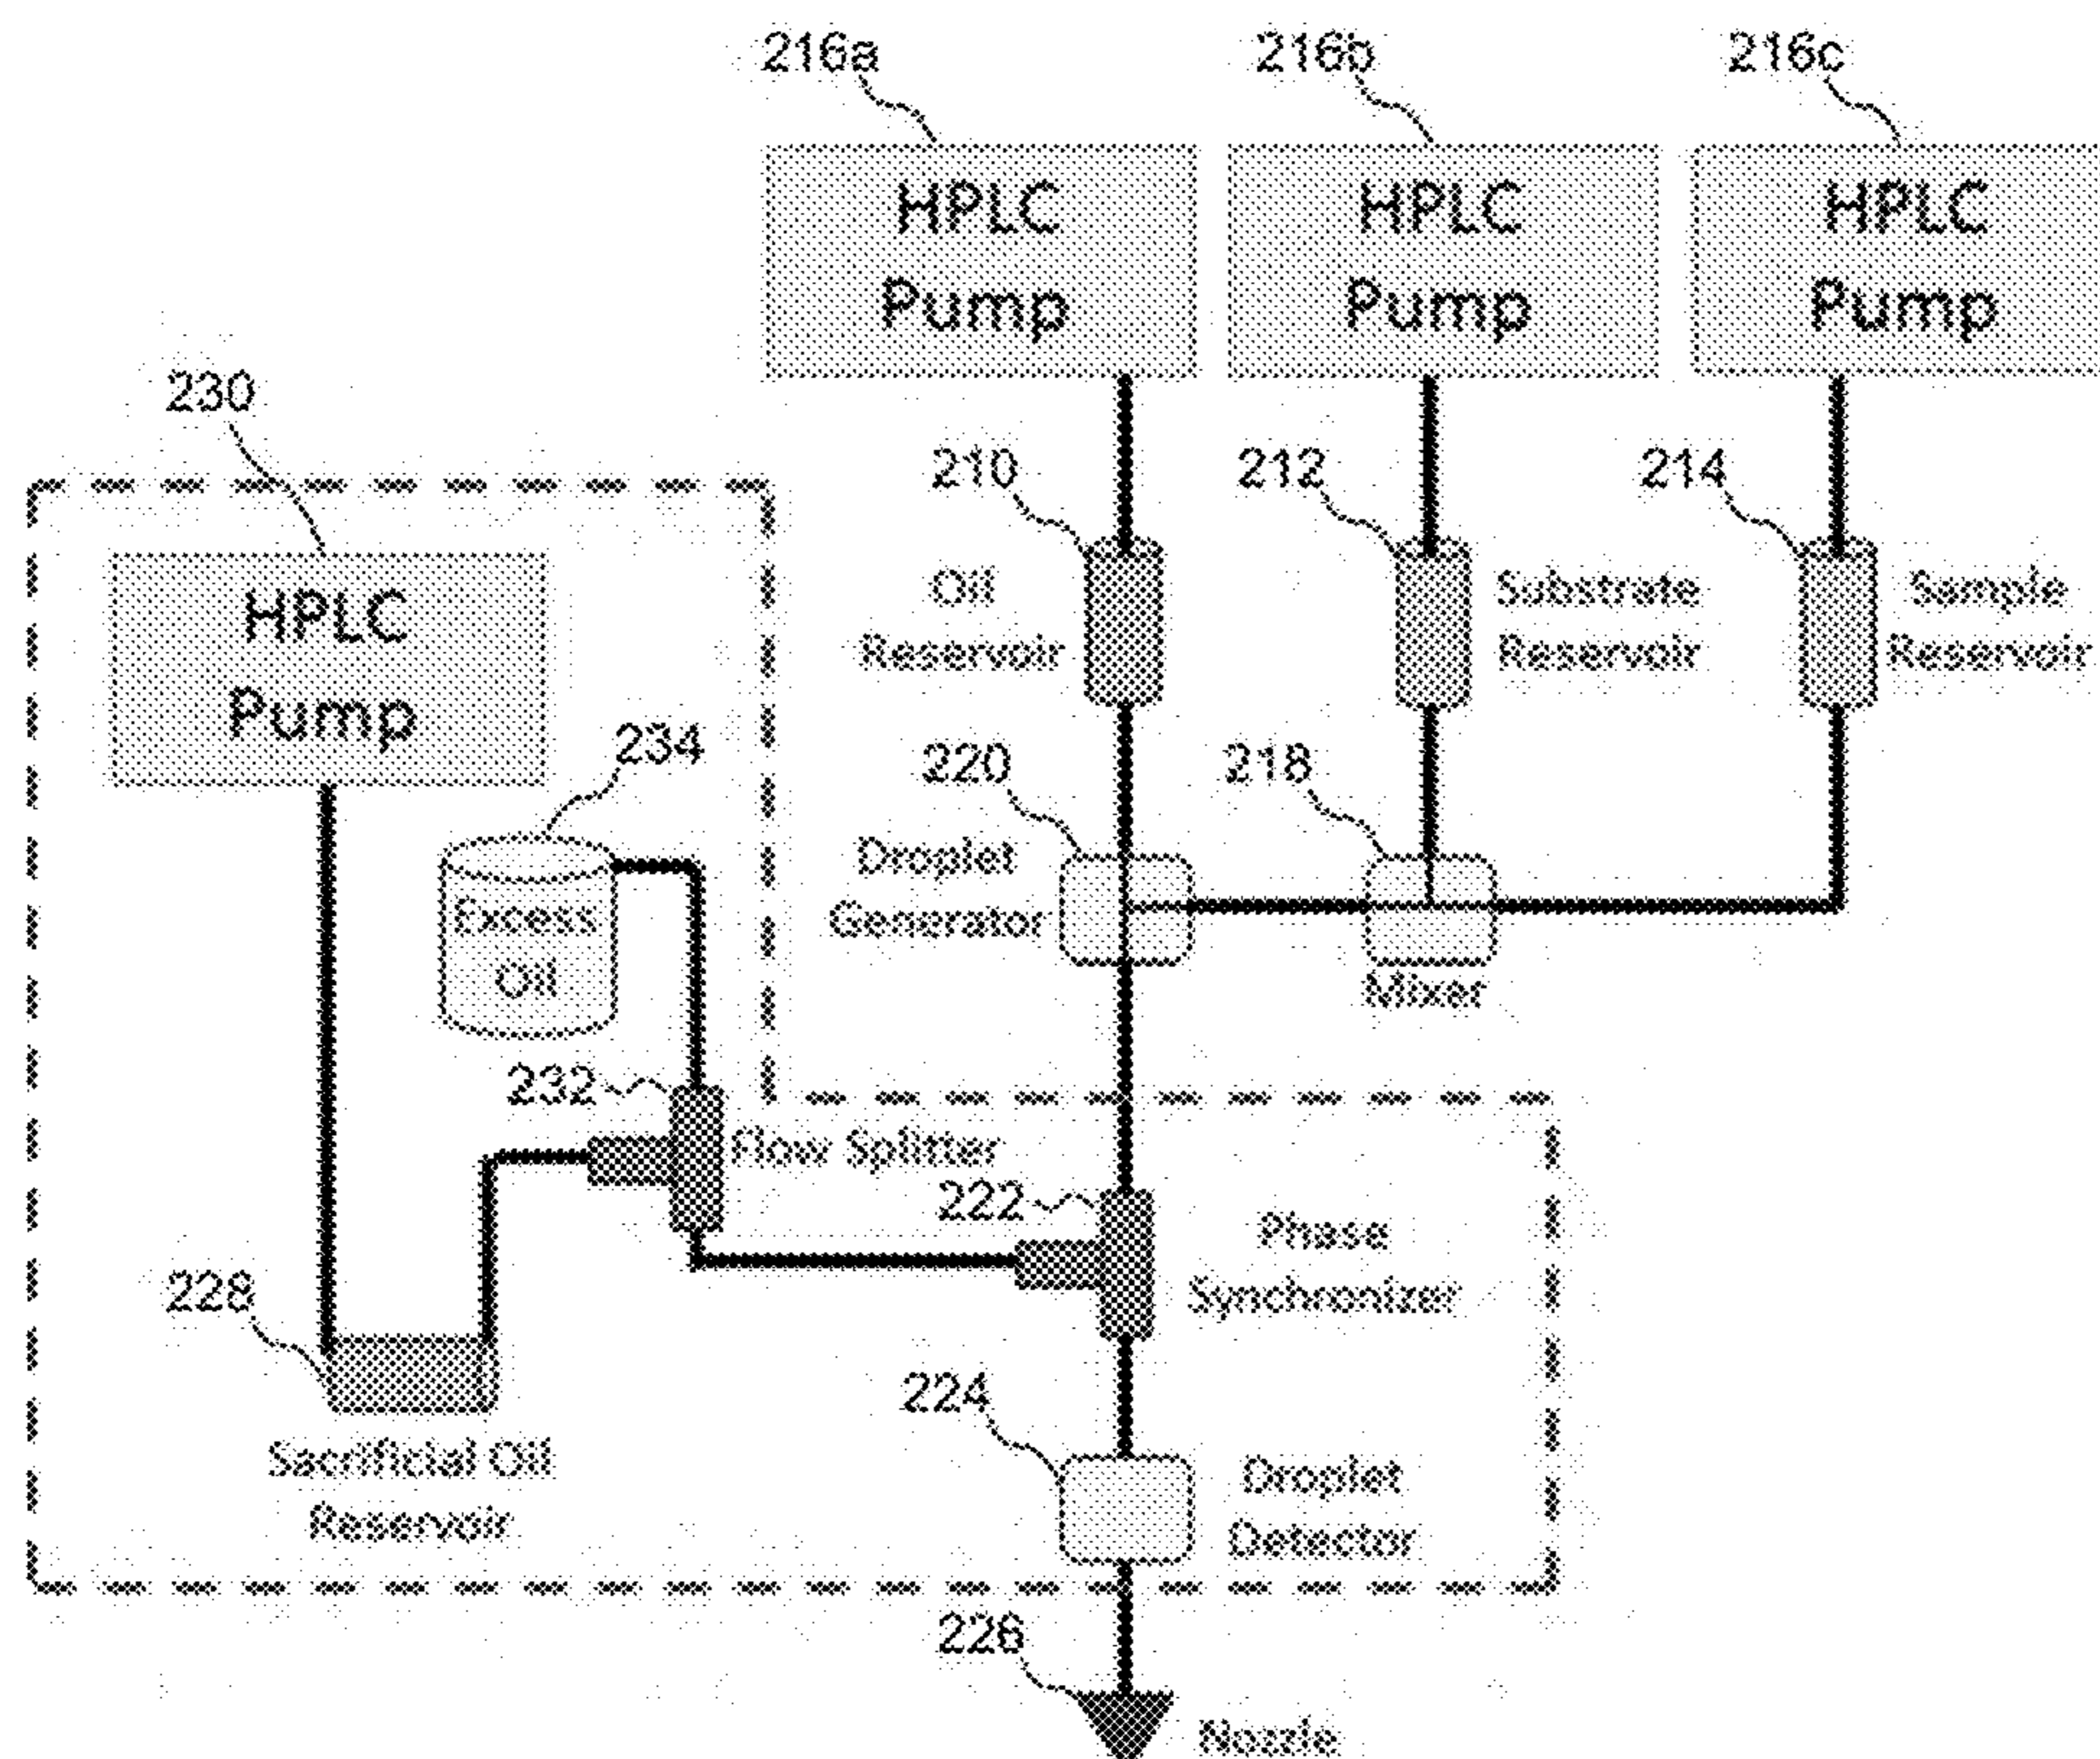 216a
216b
216c
HPLC
Pump
HPLC
Pump
HPLC
Pump
230
HPLC
Pump
210
Oil
Reservoir
212
Substrate
Reservoir
214
Sample
Reservoir
234
Excess
Oil
220
Droplet
Generator
218
Mixer
232
Flow Splitter
222
Phase
Synchronizer
228
Sacrificial Oil
Reservoir
224
Droplet
Detector
226
Nozzle